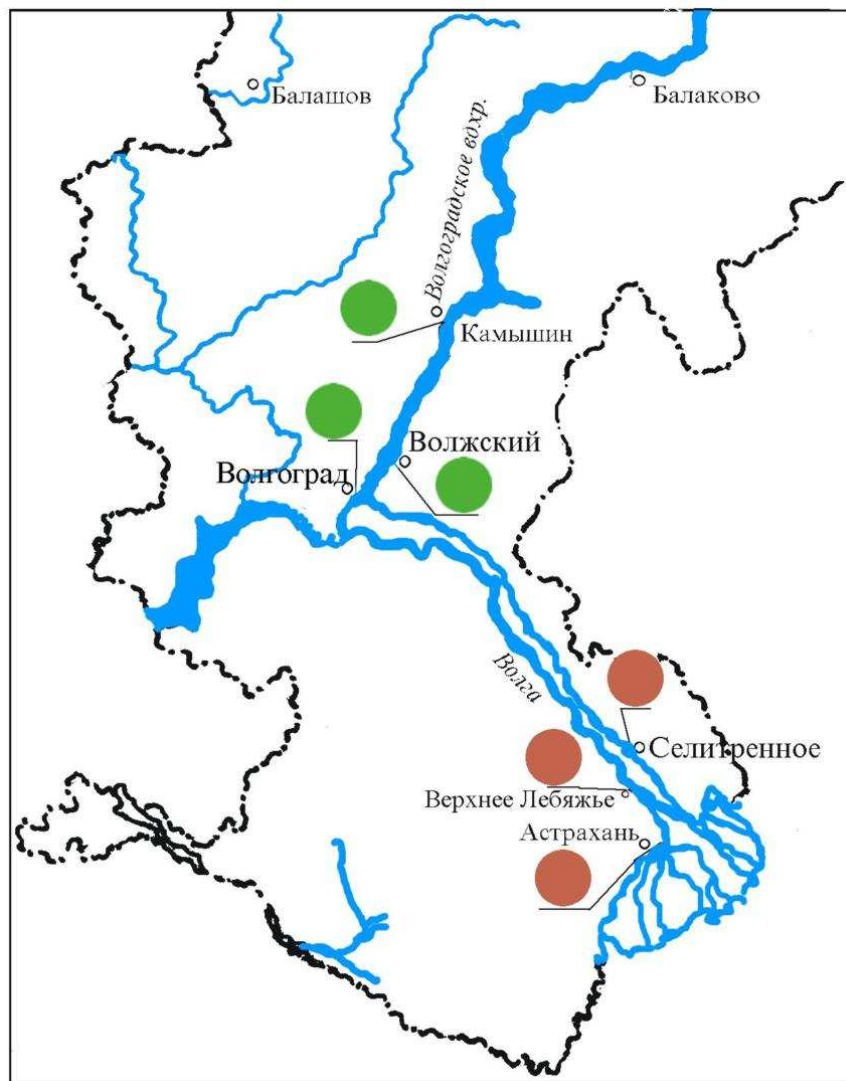 Балашов
Балаково
Волгоградское вдхр.
Камышин
Волжский
Волгоград
Волга
Селитренное
Верхнее Лебяжье
Астрахань